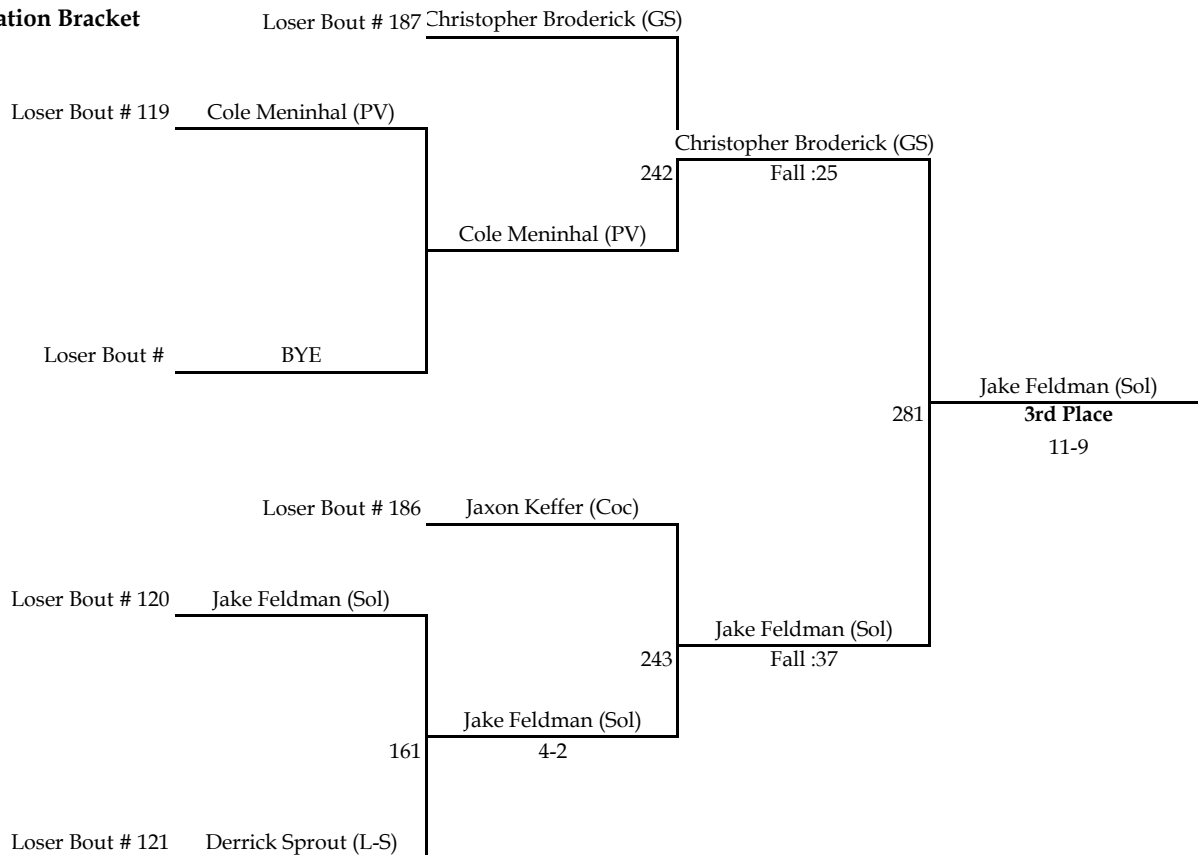 ation Bracket
Loser Bout # 187 Christopher Broderick (GS)
Loser Bout # 119 Cole Meninhal (PV)
Christopher Broderick (GS)
242 Fall :25
Cole Meninhal (PV)
Loser Bout # BYE
Jake Feldman (Sol)
281 3rd Place
11-9
Loser Bout # 186 Jaxon Keffer (Coc)
Loser Bout # 120 Jake Feldman (Sol)
Jake Feldman (Sol)
243 Fall :37
Jake Feldman (Sol)
161 4-2
Loser Bout # 121 Derrick Sprout (L-S)